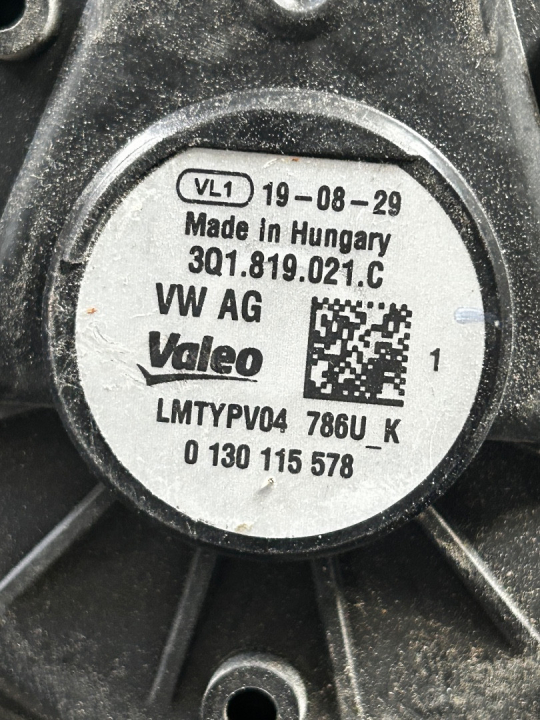 VL1 19-08-29
Made in Hungary
3Q1.819.021.C
VW AG
Valeo
1
LMTYPV04 786U_K
0 130 115 578